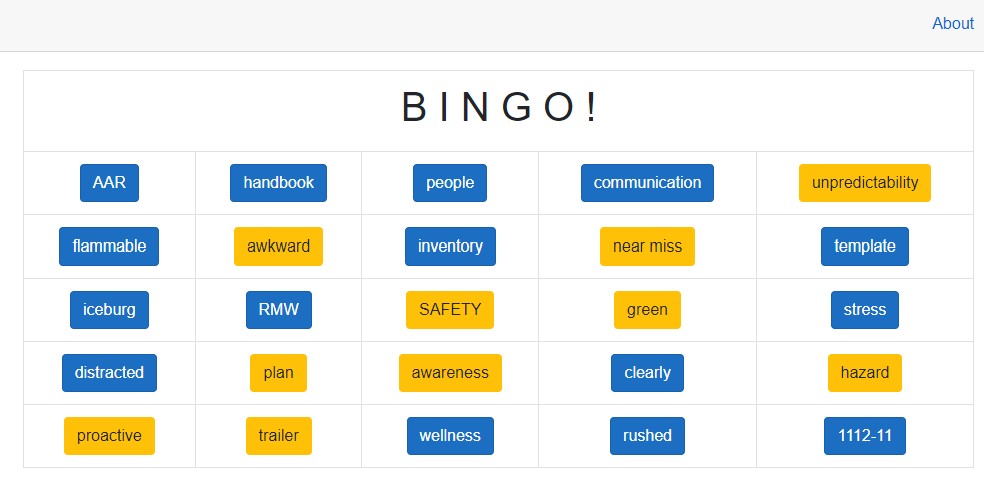 About
B I N G O !
AAR handbook people communication unpredictability
flammable awkward inventory near miss template
iceburg RMW SAFETY green stress
distracted plan awareness clearly hazard
proactive trailer wellness rushed 1112-11